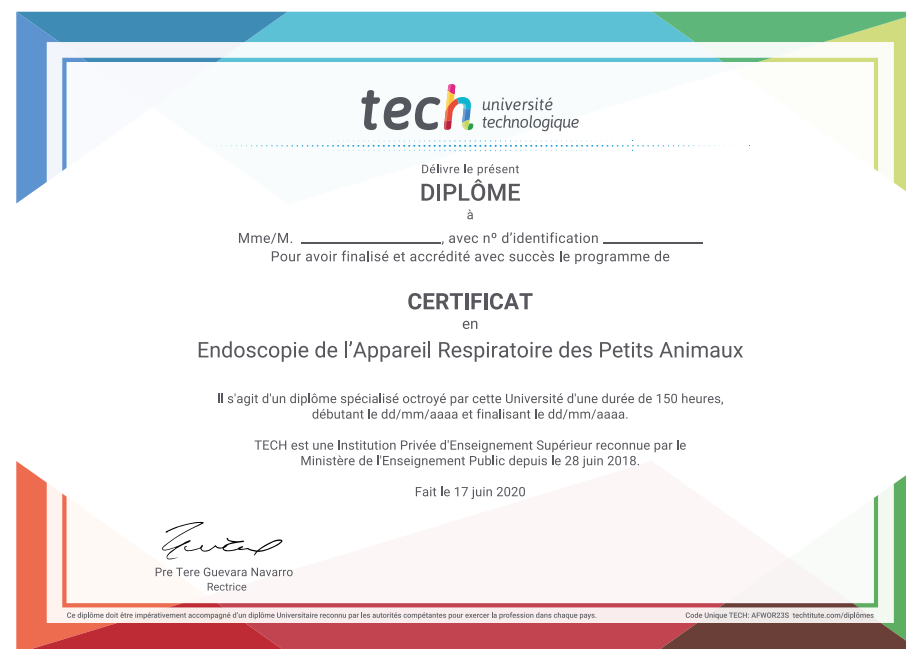 tech université
technologique
Délivre le présent
DIPLÔME
à
Mme/M. ____________________, avec nº d'identification ______________
Pour avoir finalisé et accrédité avec succès le programme de
CERTIFICAT
en
Endoscopie de l'Appareil Respiratoire des Petits Animaux
Il s'agit d'un diplôme spécialisé octroyé par cette Université d'une durée de 150 heures,
débutant le dd/mm/aaaa et finalisant le dd/mm/aaaa.
TECH est une Institution Privée d'Enseignement Supérieur reconnue par le
Ministère de l'Enseignement Public depuis le 28 juin 2018.
Fait le 17 juin 2020
Pre Tere Guevara Navarro
Rectrice
Ce diplôme doit être impérativement accompagné d'un diplôme Universitaire reconnu par les autorités compétantes pour exercer la profession dans chaque pays.
Code Unique TECH: AFWOR23S techtitute.com/diplômes